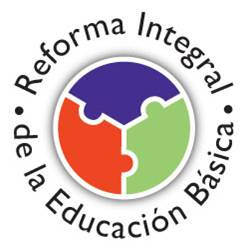 Reforma Integral
de la Educación Básica